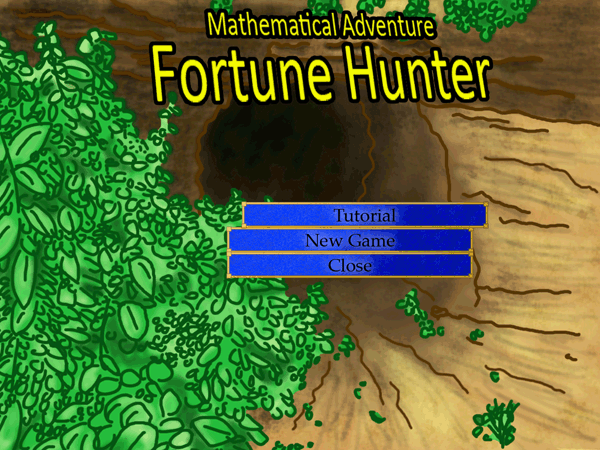 Mathematical Adventure
Fortune Hunter
Tutorial
New Game
Close